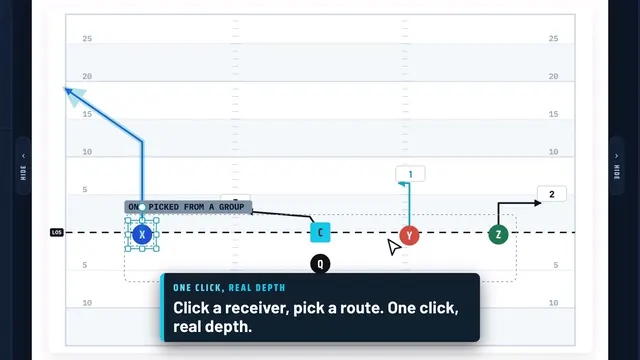 25 25
20 20
15 15
10 10
1
5 5
2
ONE PICKED FROM A GROUP
LOS
X
C
Y
Z
Q
5 5
10 10
HIDE
HIDE
ONE CLICK, REAL DEPTH
Click a receiver, pick a route. One click,
real depth.